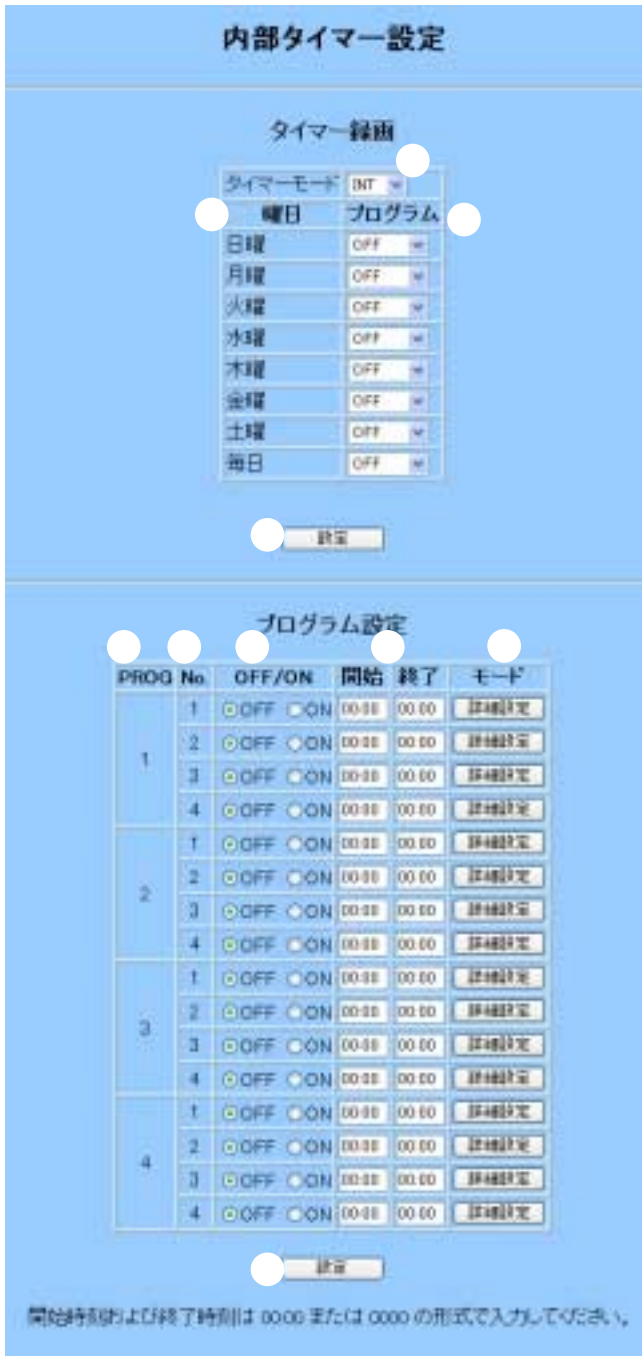 内部タイマー設定
タイマー録画
タイマーモード INT
曜日 プログラム
日曜 OFF
月曜 OFF
火曜 OFF
水曜 OFF
木曜 OFF
金曜 OFF
土曜 OFF
毎日 OFF
設定
プログラム設定
PROG No. OFF/ON 開始 終了 モード
1 1 OFF ON 00:00 00:00 詳細設定
2 OFF ON 00:00 00:00 詳細設定
3 OFF ON 00:00 00:00 詳細設定
4 OFF ON 00:00 00:00 詳細設定
2 1 OFF ON 00:00 00:00 詳細設定
2 OFF ON 00:00 00:00 詳細設定
3 OFF ON 00:00 00:00 詳細設定
4 OFF ON 00:00 00:00 詳細設定
3 1 OFF ON 00:00 00:00 詳細設定
2 OFF ON 00:00 00:00 詳細設定
3 OFF ON 00:00 00:00 詳細設定
4 OFF ON 00:00 00:00 詳細設定
4 1 OFF ON 00:00 00:00 詳細設定
2 OFF ON 00:00 00:00 詳細設定
3 OFF ON 00:00 00:00 詳細設定
4 OFF ON 00:00 00:00 詳細設定
設定
開始時刻および終了時刻は 00:00 または 0000 の形式で入力してください。